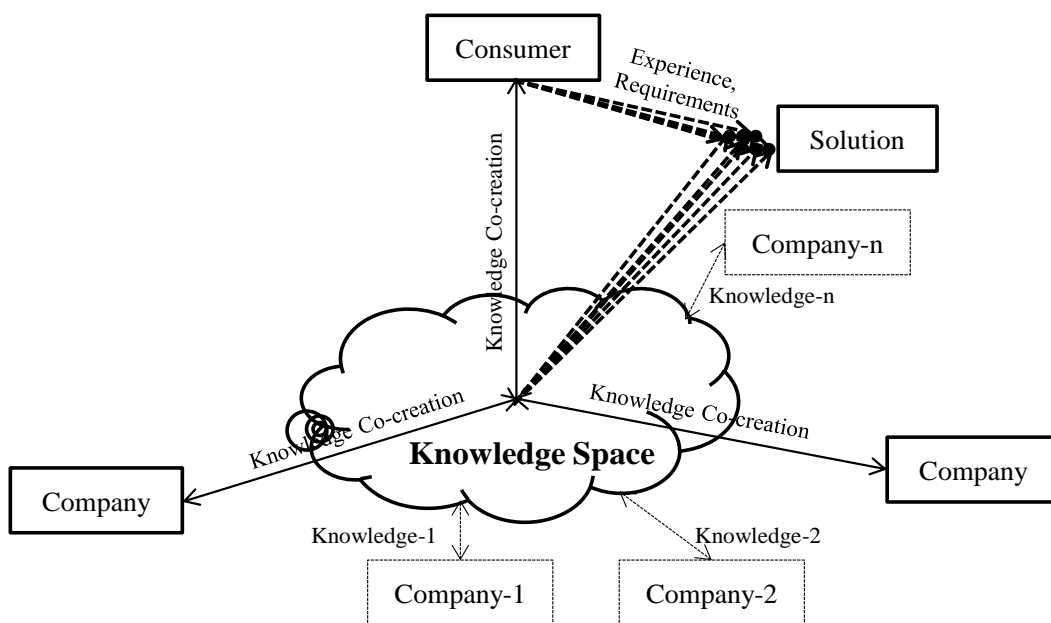 Consumer
Experience,
Requirements
Solution
Knowledge Co-creation
Company-n
Knowledge-n
Knowledge Co-creation
Knowledge Co-creation
Knowledge Space
Company
Company
Knowledge-1
Knowledge-2
Company-1
Company-2